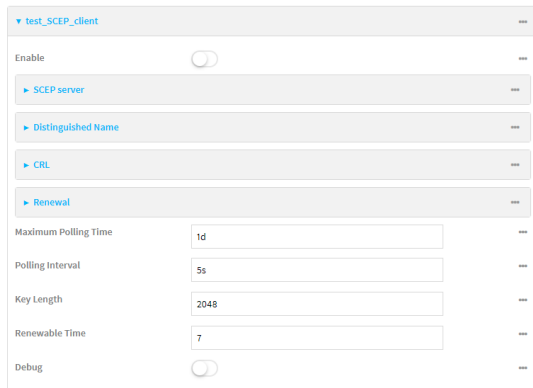 test_SCEP_client
Enable
SCEP server
Distinguished Name
CRL
Renewal
Maximum Polling Time 1d
Polling Interval 5s
Key Length 2048
Renewable Time 7
Debug